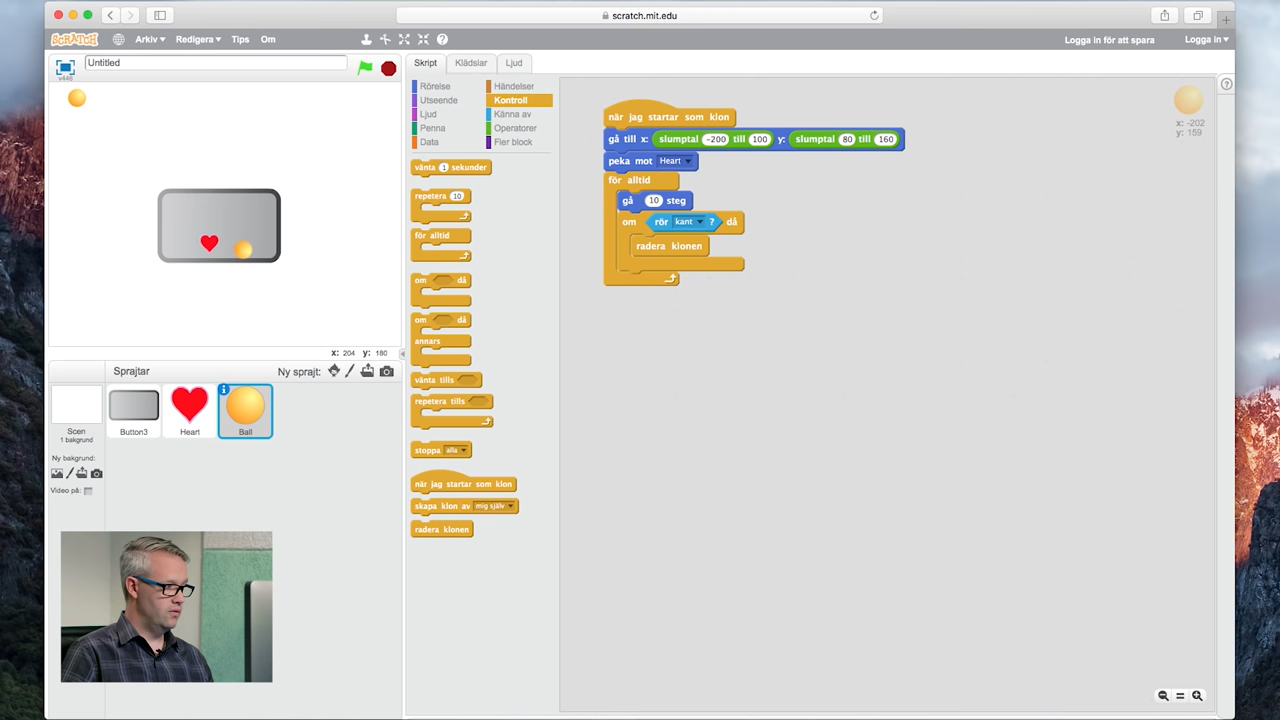 scratch.mit.edu
SCRATCH
Arkiv
Redigera
Tips
Om
Logga in för att spara
Logga in
v446
Untitled
Skript
Klädslar
Ljud
Rörelse
Händelser
Utseende
Kontroll
Ljud
Känna av
Penna
Operatorer
Data
Fler block
vänta 1 sekunder
repetera 10
för alltid
om då
om då
annars
vänta tills
repetera tills
stoppa alla
när jag startar som klon
skapa klon av mig själv
radera klonen
när jag startar som klon
gå till x: slumptal -200 till 100 y: slumptal 80 till 160
peka mot Heart
för alltid
gå 10 steg
om rör kant ? då
radera klonen
x: -202
y: 159
x: 204 y: 180
Sprajtar
Ny sprajt:
Scen
1 bakgrund
Button3
Heart
Ball
Ny bakgrund:
Video på: